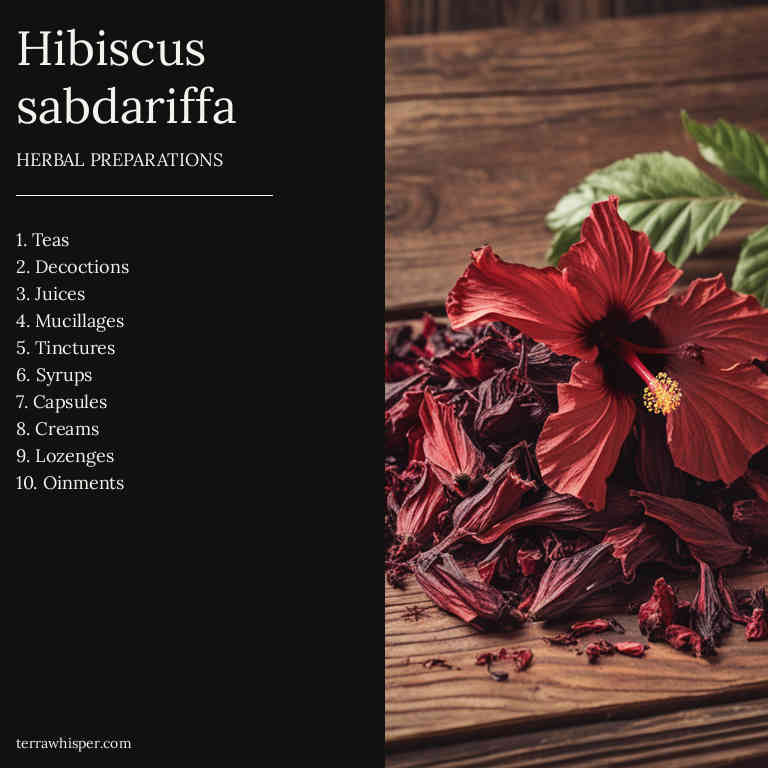 Hibiscus
sabdariffa
HERBAL PREPARATIONS
1. Teas
2. Decoctions
3. Juices
4. Mucillages
5. Tinctures
6. Syrups
7. Capsules
8. Creams
9. Lozenges
10. Oinments
terrawhisper.com